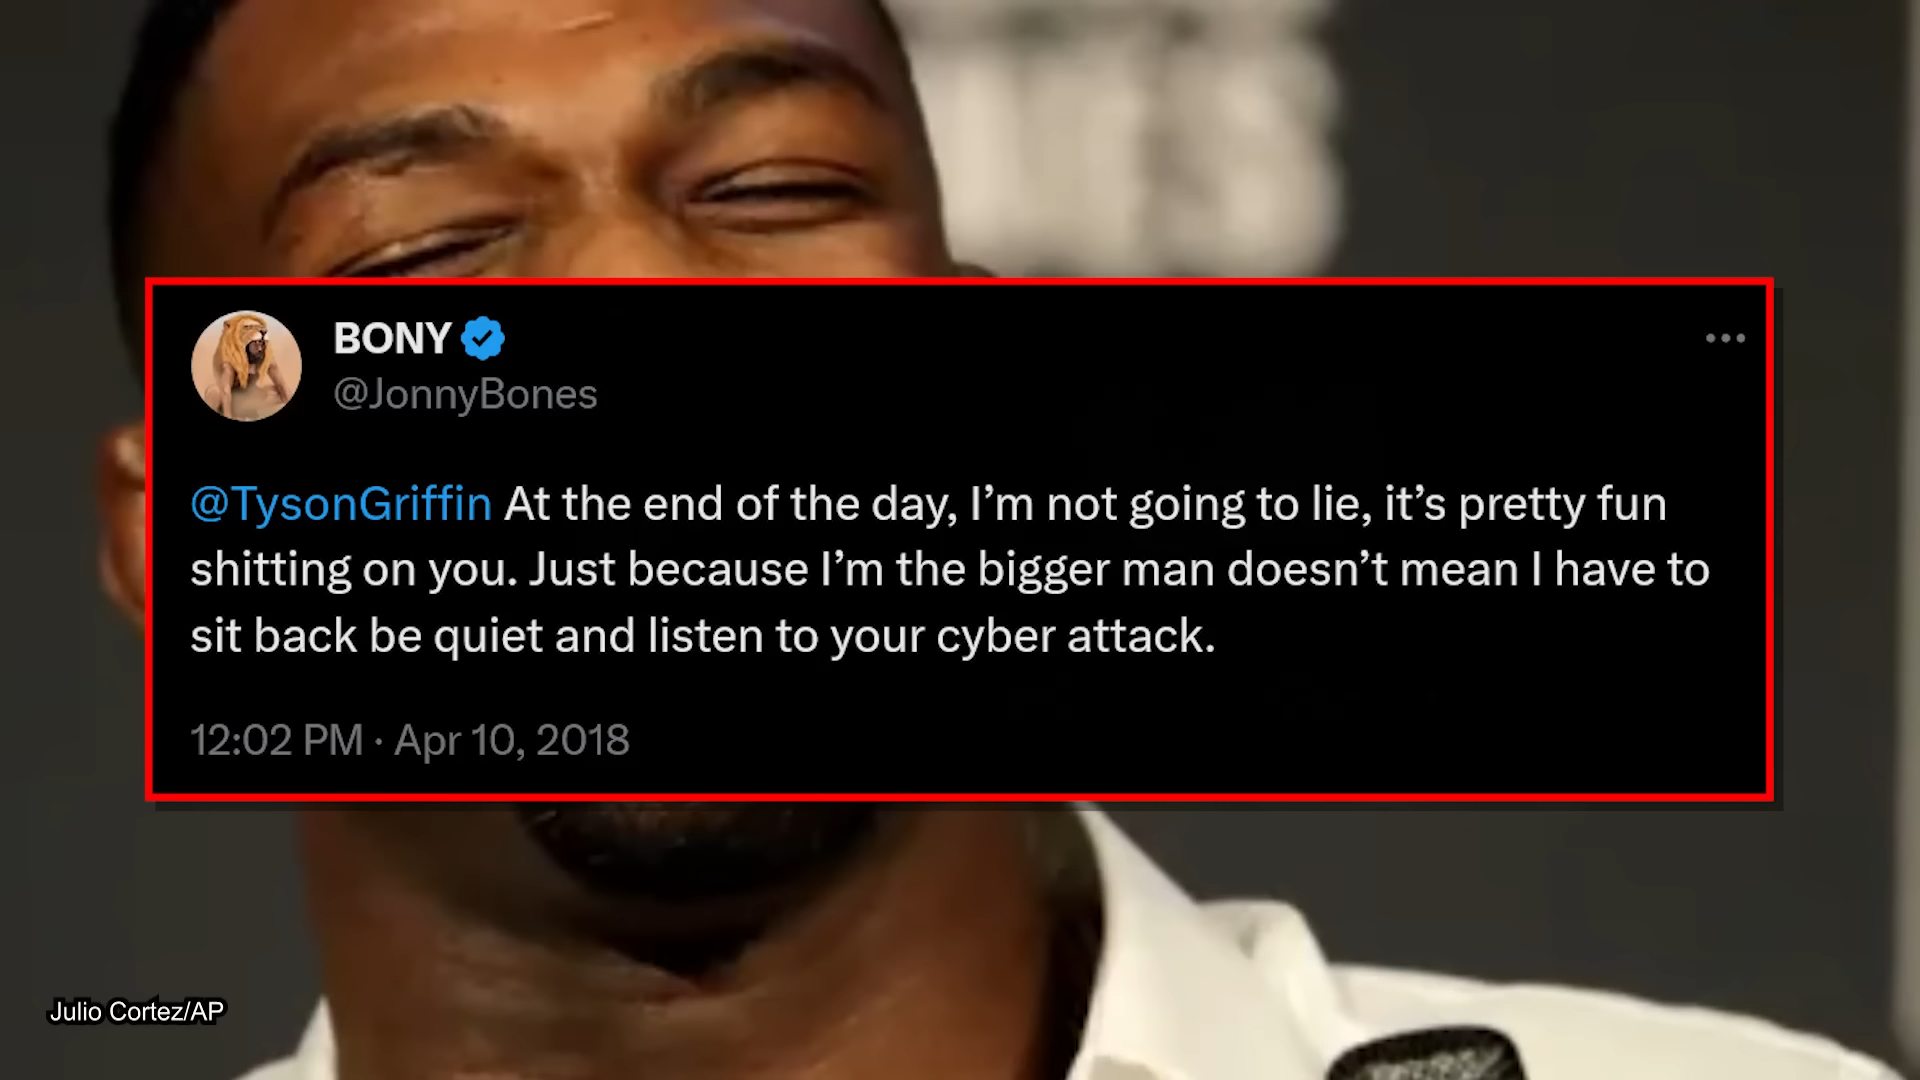 BONY
@JonnyBones
@TysonGriffin At the end of the day, I’m not going to lie, it’s pretty fun
shitting on you. Just because I’m the bigger man doesn’t mean I have to
sit back be quiet and listen to your cyber attack.
12:02 PM · Apr 10, 2018
Julio Cortez/AP